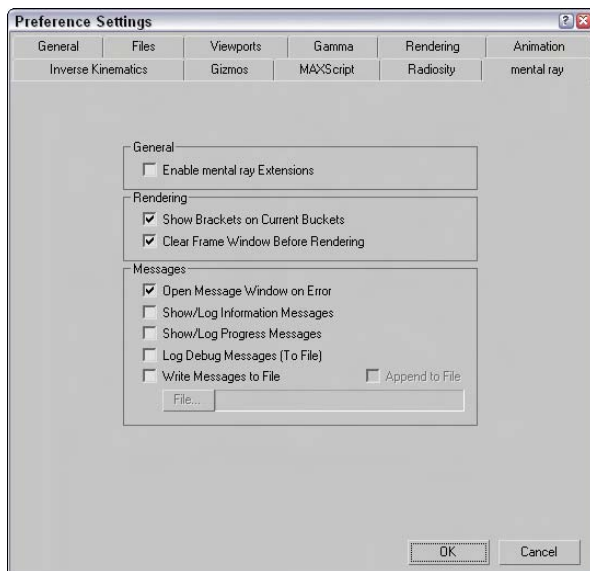 Preference Settings
General Files Viewports Gamma Rendering Animation
Inverse Kinematics Gizmos MAXScript Radiosity mental ray
General
Enable mental ray Extensions
Rendering
Show Brackets on Current Buckets
Clear Frame Window Before Rendering
Messages
Open Message Window on Error
Show/Log Information Messages
Show/Log Progress Messages
Log Debug Messages (To File)
Write Messages to File Append to File
File...
OK Cancel